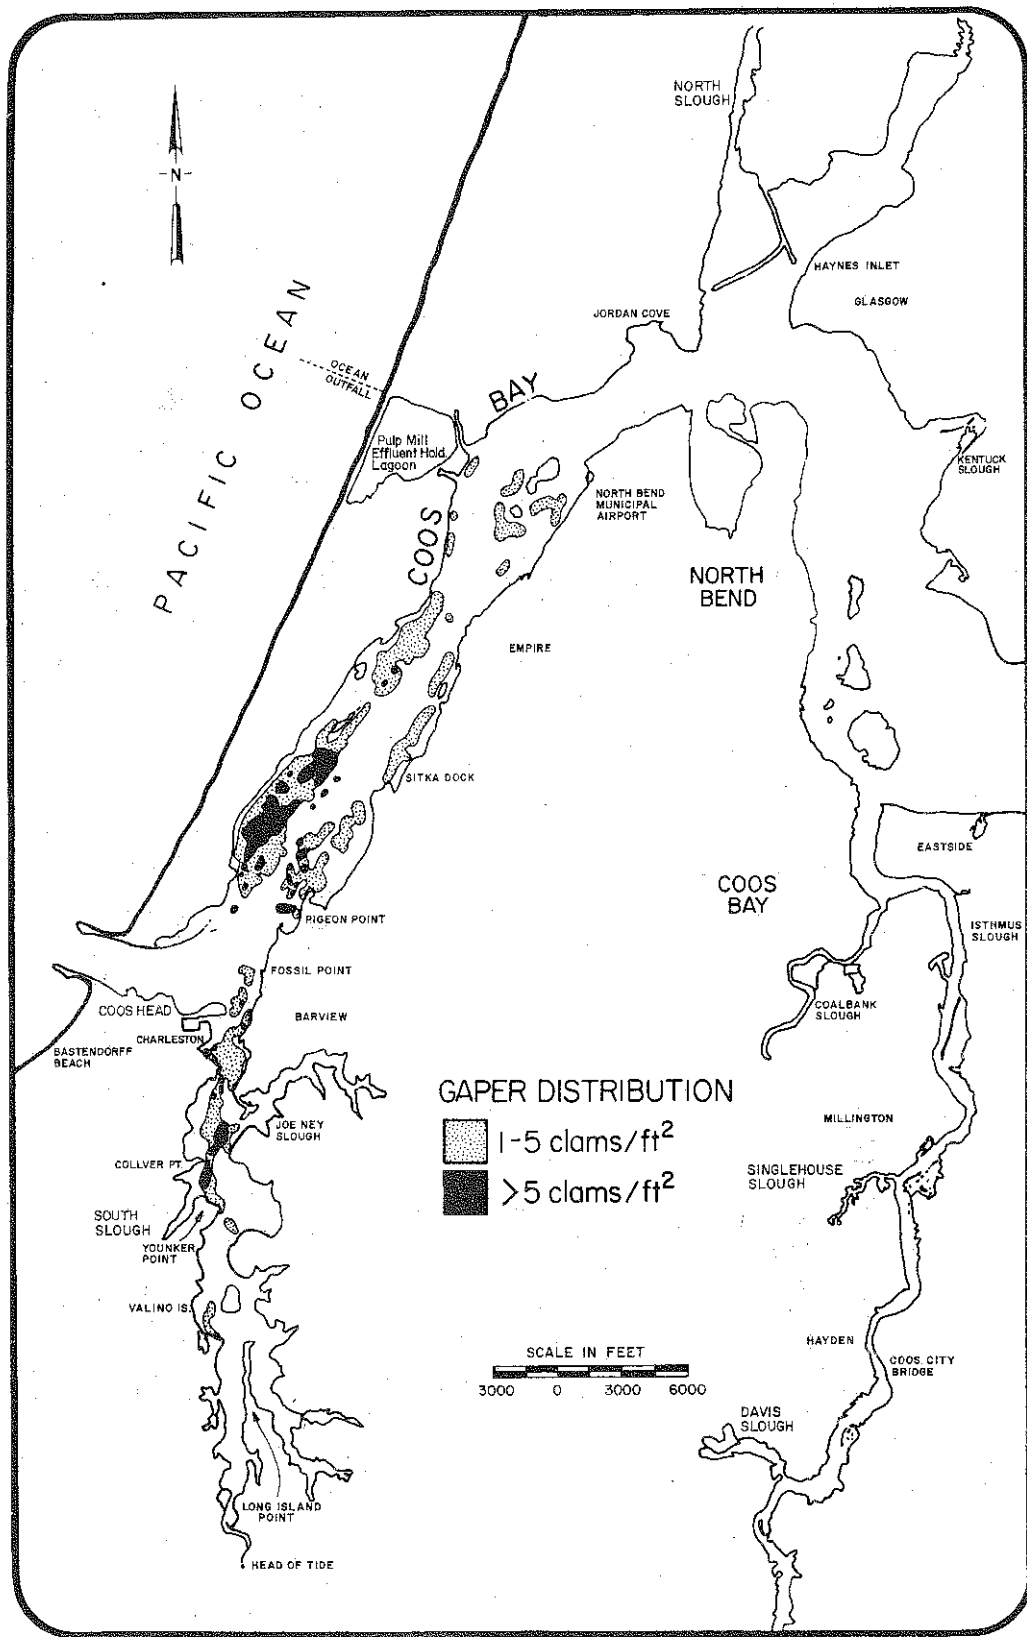 NORTH
SLOUGH
N
HAYNES INLET
GLASGOW
JORDAN COVE
PACIFIC OCEAN
OCEAN
OUTFALL
COOS BAY
Pulp Mill
Effluent Hold.
Lagoon
KENTUCK
SLOUGH
NORTH BEND
MUNICIPAL
AIRPORT
NORTH
BEND
EMPIRE
SITKA DOCK
EASTSIDE
COOS
BAY
PIGEON POINT
ISTHMUS
SLOUGH
FOSSIL POINT
COOS HEAD
BARVIEW
COALBANK
SLOUGH
CHARLESTON
BASTENDORFF
BEACH
GAPER DISTRIBUTION
1-5 clams/ft²
>5 clams/ft²
JOE NEY
SLOUGH
MILLINGTON
COLLVER PT.
SINGLEHOUSE
SLOUGH
SOUTH
SLOUGH
YOUNKER
POINT
VALINO IS.
HAYDEN
COOS CITY
BRIDGE
SCALE IN FEET
3000 0 3000 6000
DAVIS
SLOUGH
LONG ISLAND
POINT
HEAD OF TIDE